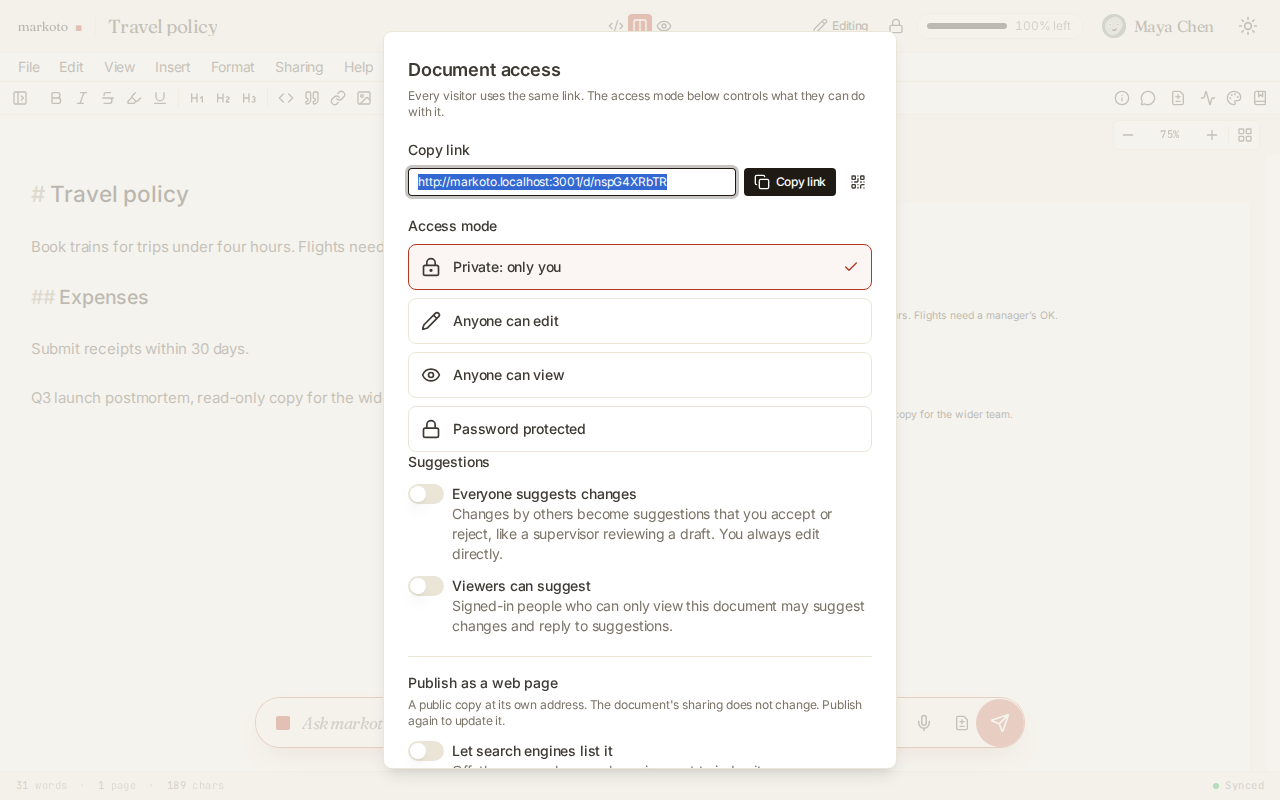 markoto
Travel policy
Editing
100% left
Maya Chen
File Edit View Insert Format Sharing Help
H1 H2 H3
75%
# Travel policy
Book trains for trips under four hours. Flights need
## Expenses
Submit receipts within 30 days.
Q3 launch postmortem, read-only copy for the wid
rs. Flights need a manager's OK.
copy for the wider team.
Document access
Every visitor uses the same link. The access mode below controls what they can do
with it.
Copy link
http://markoto.localhost:3001/d/nspG4XRbTR
Copy link
Access mode
Private: only you
Anyone can edit
Anyone can view
Password protected
Suggestions
Everyone suggests changes
Changes by others become suggestions that you accept or
reject, like a supervisor reviewing a draft. You always edit
directly.
Viewers can suggest
Signed-in people who can only view this document may suggest
changes and reply to suggestions.
Publish as a web page
A public copy at its own address. The document's sharing does not change. Publish
again to update it.
Let search engines list it
Ask markot
31 words · 1 page · 189 chars
Synced